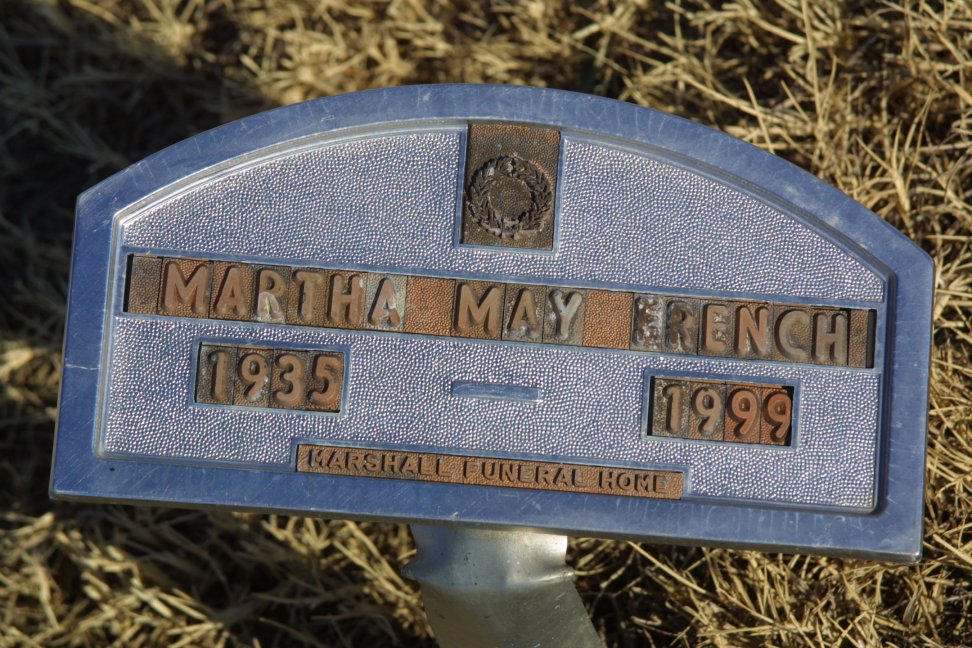 MARTHA MAY FRENCH
1935 — 1999
MARSHALL FUNERAL HOME